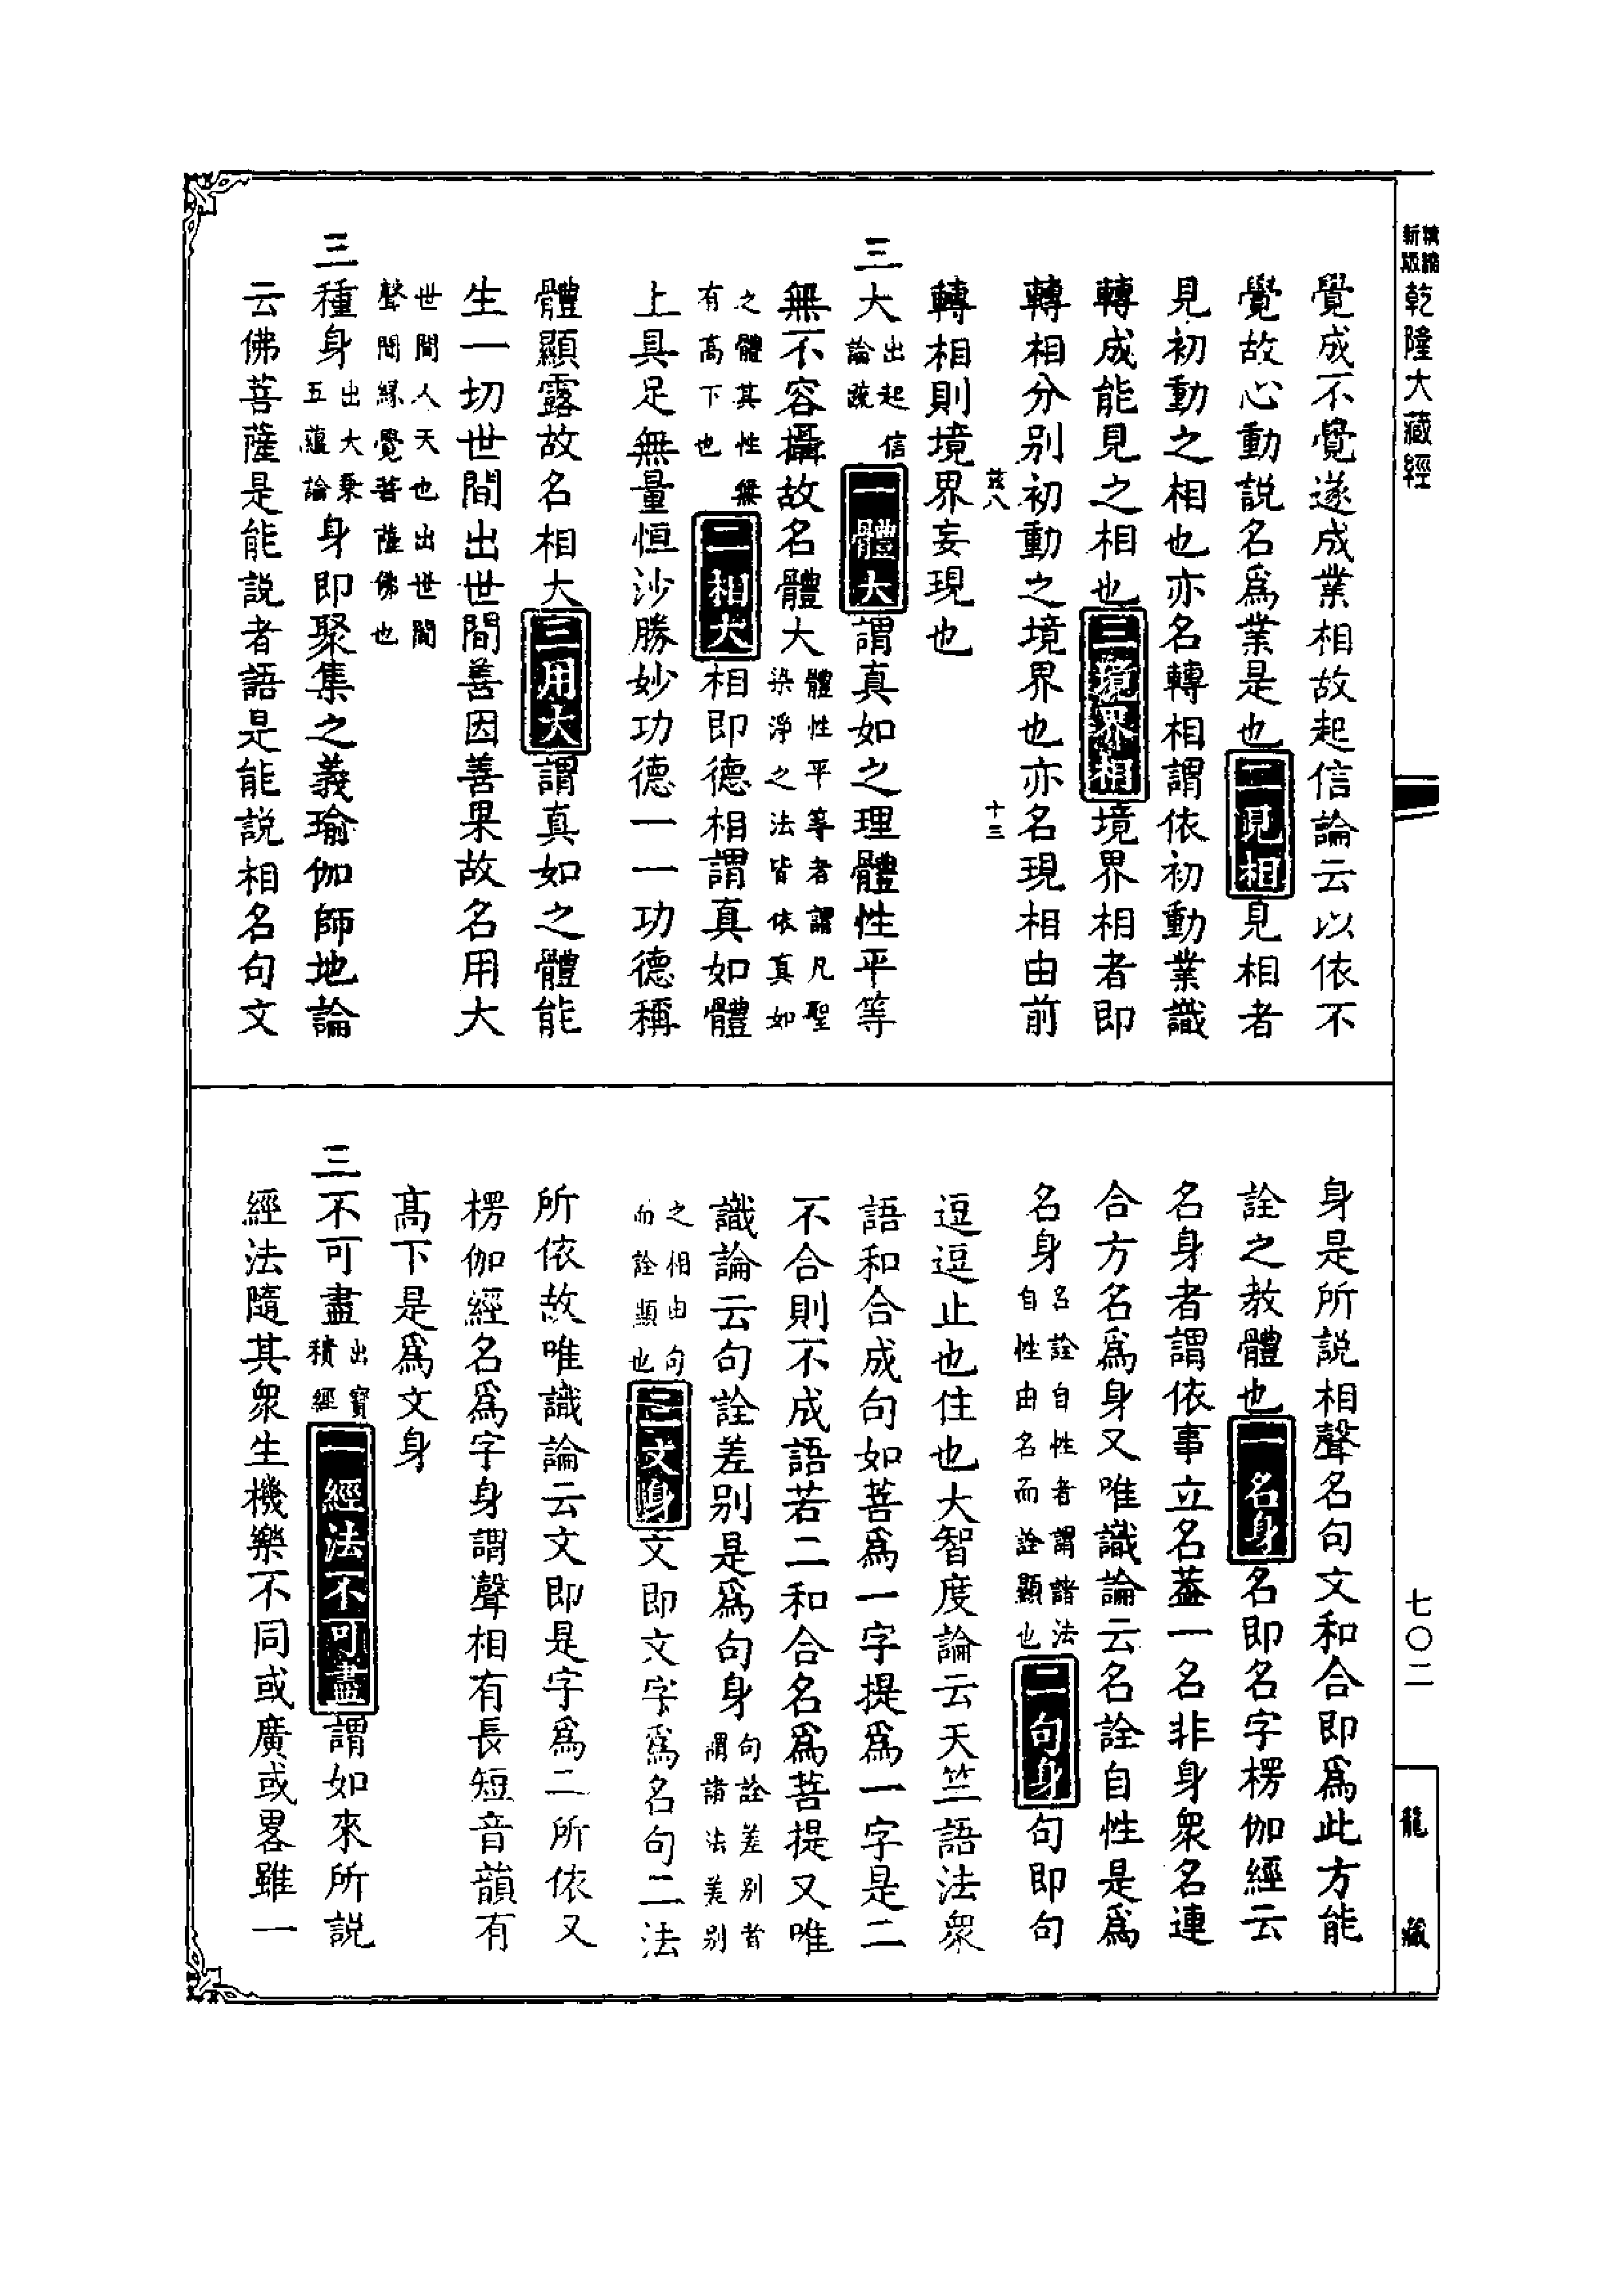 精縮新版乾隆大藏經
七〇二
龍藏
覺成不覺遂成業相故起信論云以依不
覺故心動說名爲業是也二見相見相者
見初動之相也亦名轉相謂依初動業識
轉成能見之相也三境界相境界相者即
轉相分别初動之境界也亦名現相由前
茂八 十三
轉相則境界妄現也
三大出起信論疏一體大謂真如之理體性平等
無不容攝故名體大體性平等者謂凡聖染淨之法皆依真如
之體其性無有高下也二相大相即德相謂真如體
上具足無量恒沙勝妙功德一一功德稱
體顯露故名相大三用大謂真如之體能
生一切世間出世間善因善果故名用大
世間人天也出世間聲聞緣覺菩薩佛也
三種身出大乗五蘊論身即聚集之義瑜伽師地論
云佛菩薩是能説者語是能説相名句文
身是所説相聲名句文和合即爲此方能
詮之教體也一名身名即名字楞伽經云
名身者謂依事立名葢一名非身衆名連
合方名爲身又唯識論云名詮自性是爲
名身名詮自性者謂諸法自性由名而詮顯也二句身句即句
逗逗止也住也大智度論云天竺語法衆
語和合成句如菩爲一字提爲一字是二
不合則不成語若二和合名爲菩提又唯
識論云句詮差别是爲句身句詮差别者謂諸法差别
之相由句而詮顯也三文身文即文字爲名句二法
所依故唯識論云文即是字爲二所依又
楞伽經名爲字身謂聲相有長短音韻有
高下是爲文身
三不可盡出寳積經一經法不可盡謂如來所説
經法隨其衆生機樂不同或廣或畧雖一